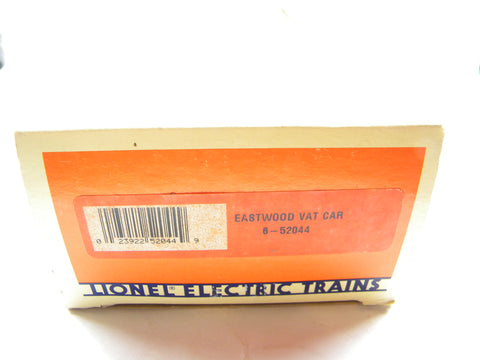 EASTWOOD VAT CAR
6-52044
0 23922 52044 9
LIONEL® ELECTRIC TRAINS